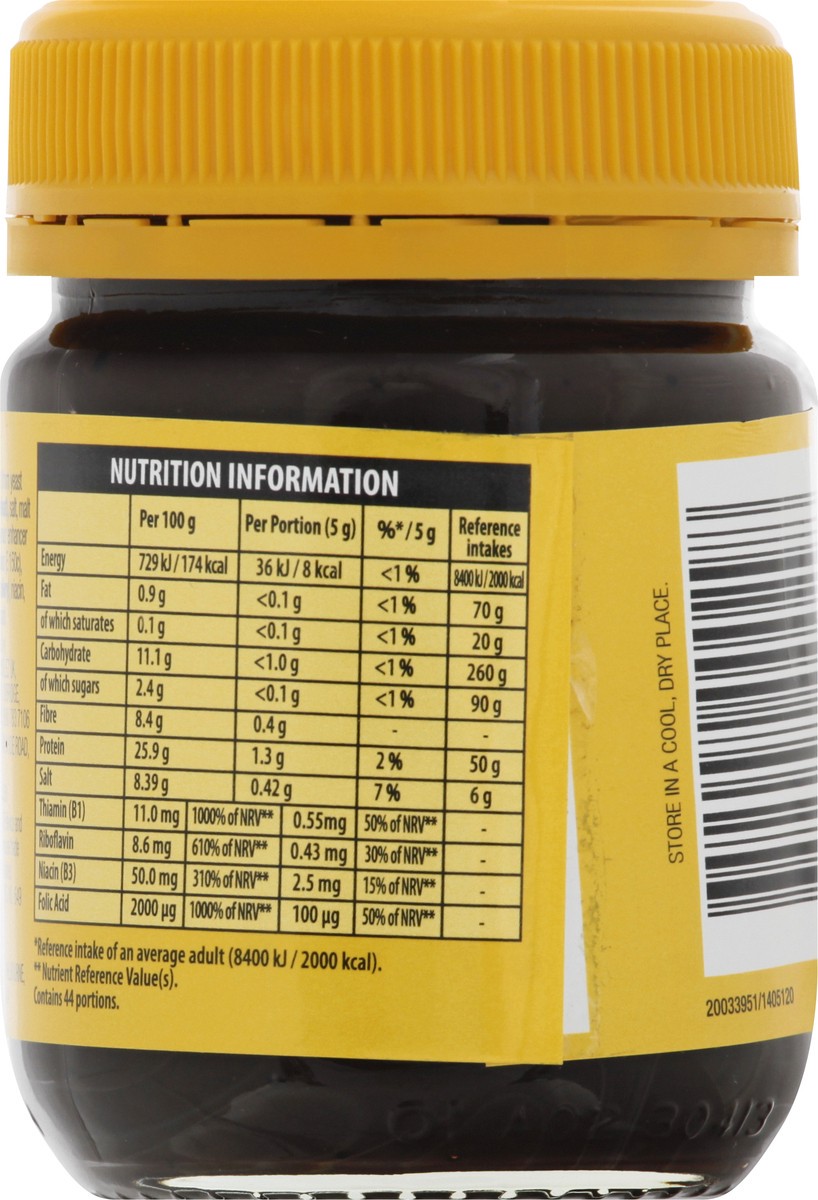 NUTRITION INFORMATION
Per 100 g Per Portion (5 g) %*/5 g Reference intakes
Energy 729 kJ/174 kcal 36 kJ/8 kcal <1% 8400 kJ/2000 kcal
Fat 0.9 g <0.1 g <1% 70 g
of which saturates 0.1 g <0.1 g <1% 20 g
Carbohydrate 11.1 g <1.0 g <1% 260 g
of which sugars 2.4 g <0.1 g <1% 90 g
Fibre 8.4 g 0.4 g - -
Protein 25.9 g 1.3 g 2% 50 g
Salt 8.39 g 0.42 g 7% 6 g
Thiamin (B1) 11.0 mg 1000% of NRV** 0.55mg 50% of NRV** -
Riboflavin 8.6 mg 610% of NRV** 0.43 mg 30% of NRV** -
Niacin (B3) 50.0 mg 310% of NRV** 2.5 mg 15% of NRV** -
Folic Acid 2000 µg 1000% of NRV** 100 µg 50% of NRV** -
*Reference intake of an average adult (8400 kJ / 2000 kcal).
**Nutrient Reference Value(s).
Contains 44 portions.
STORE IN A COOL, DRY PLACE.
20033951/1405120
yeast
salt, malt